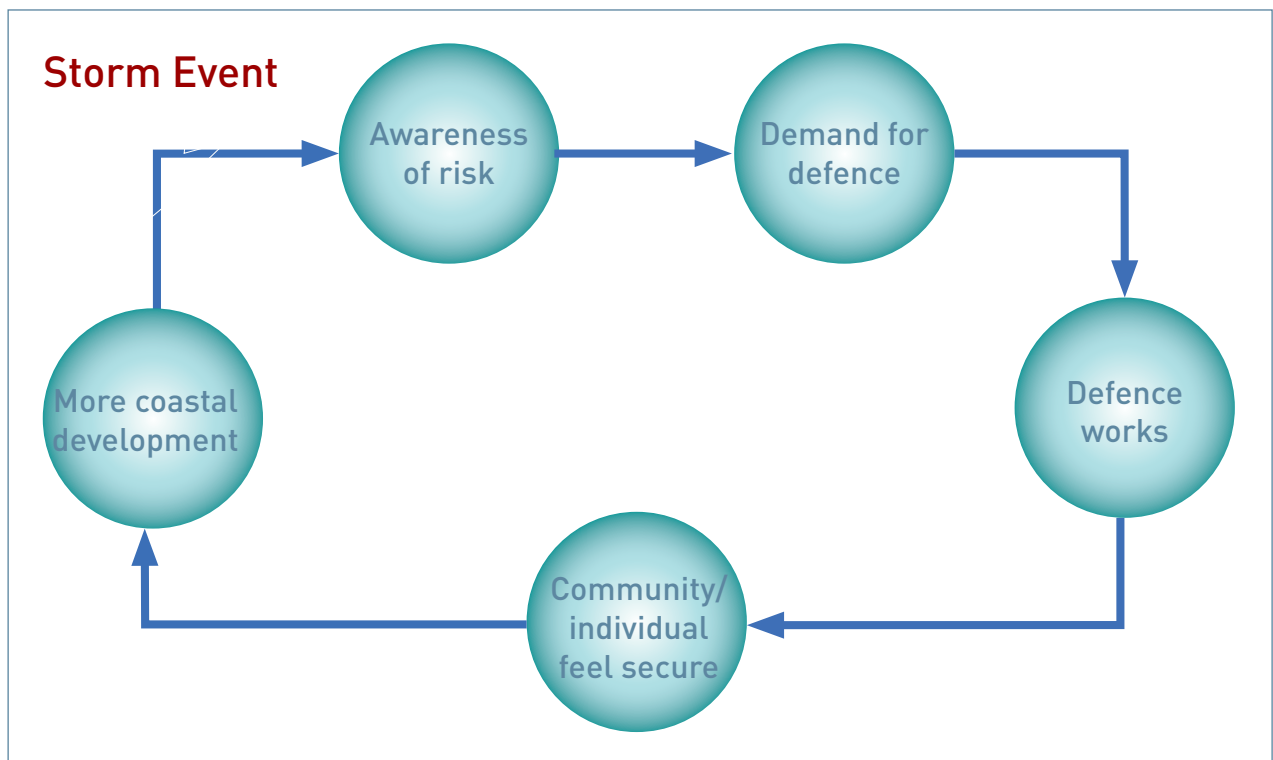 Storm Event
Awareness
of risk
Demand for
defence
Defence
works
Community/
individual
feel secure
More coastal
development